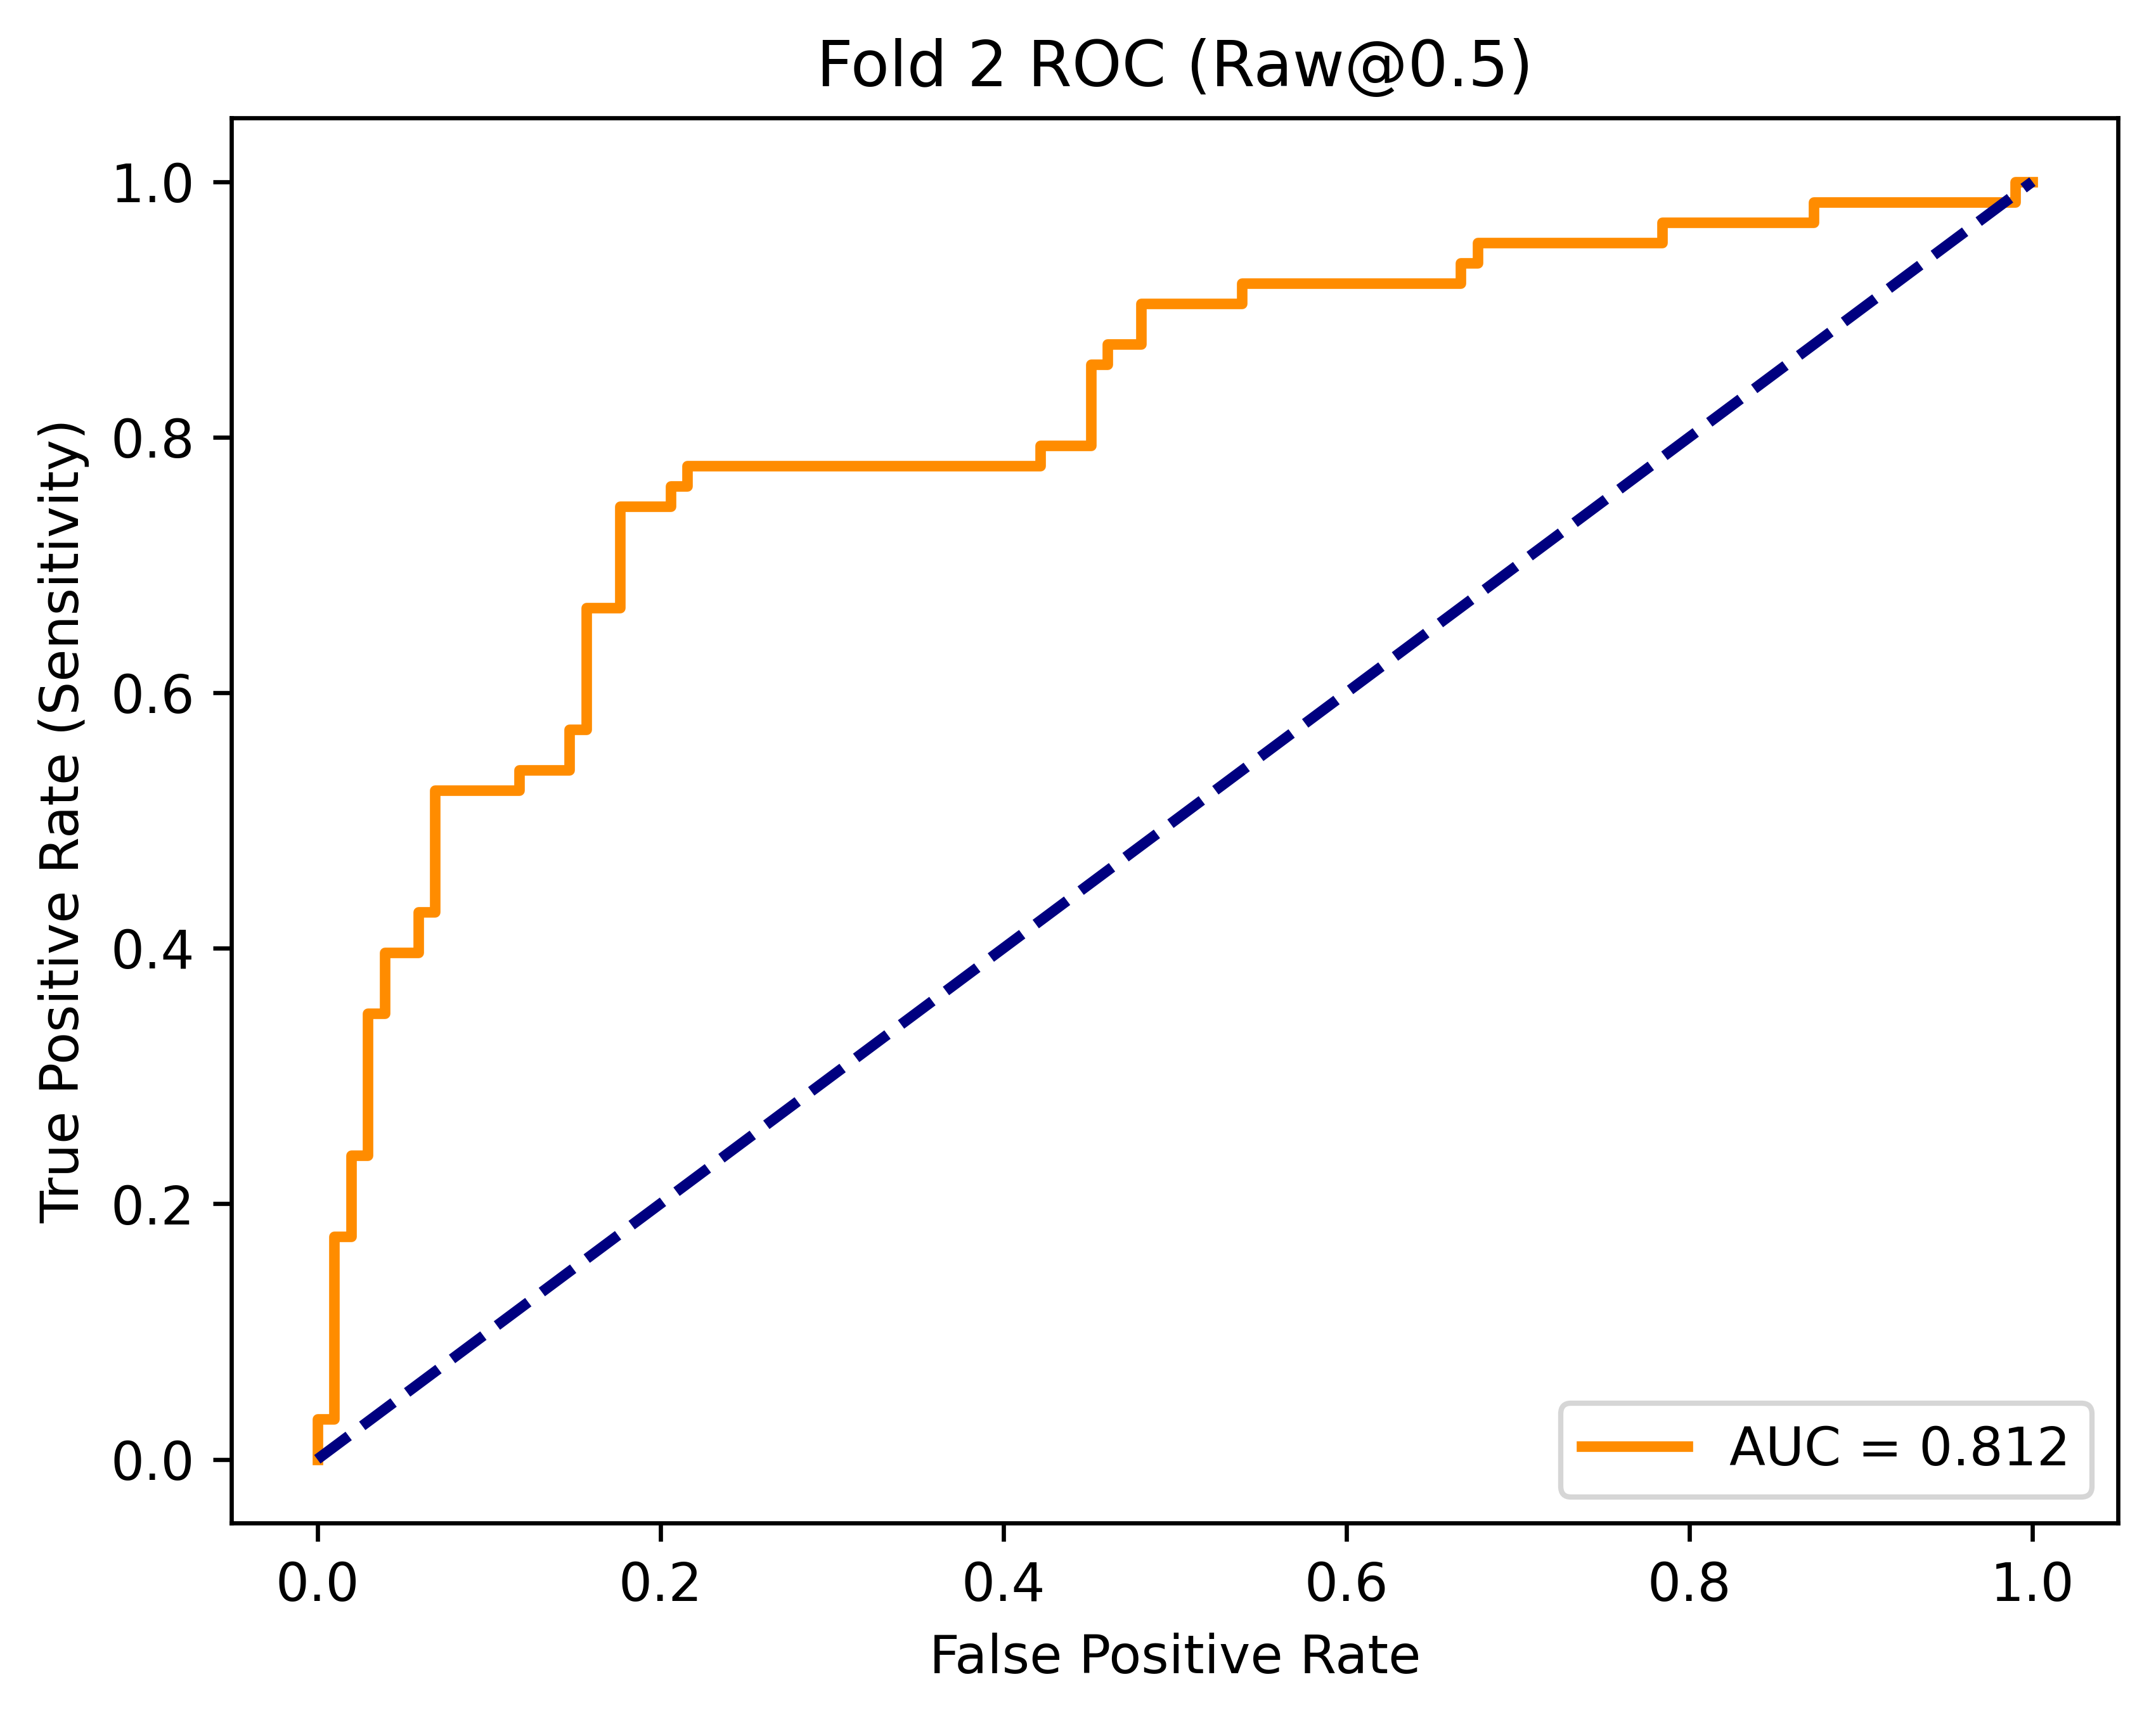 Fold 2 ROC (Raw@0.5)
True Positive Rate (Sensitivity)
1.0
0.8
0.6
0.4
0.2
0.0
AUC = 0.812
0.0 0.2 0.4 0.6 0.8 1.0
False Positive Rate